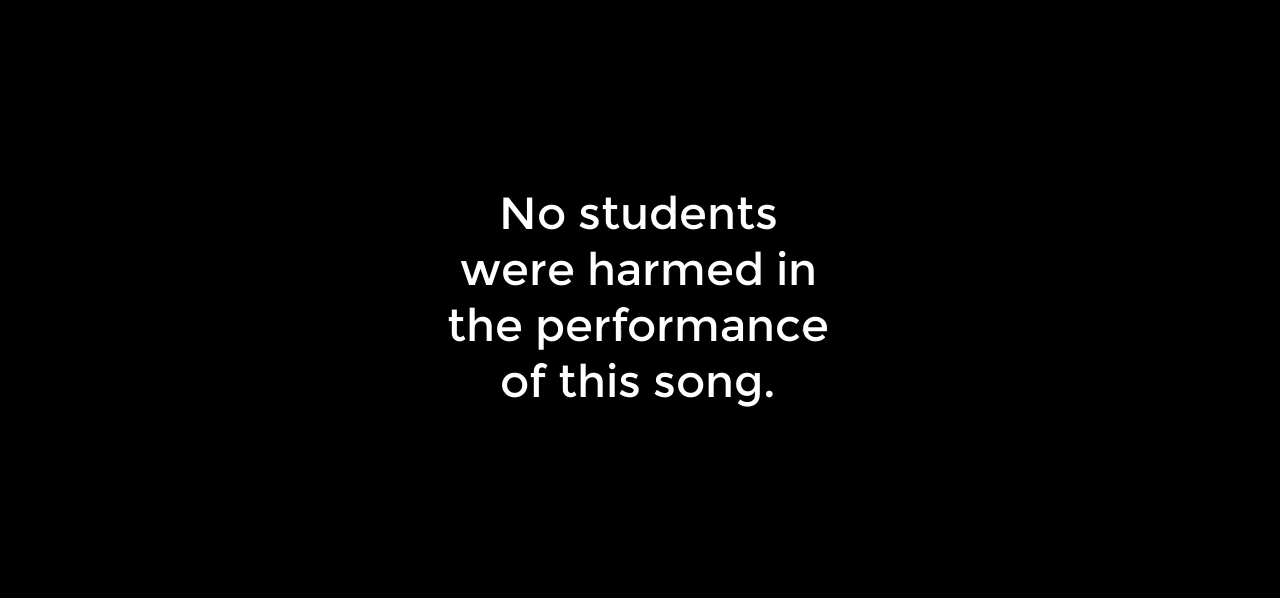 No students
were harmed in
the performance
of this song.